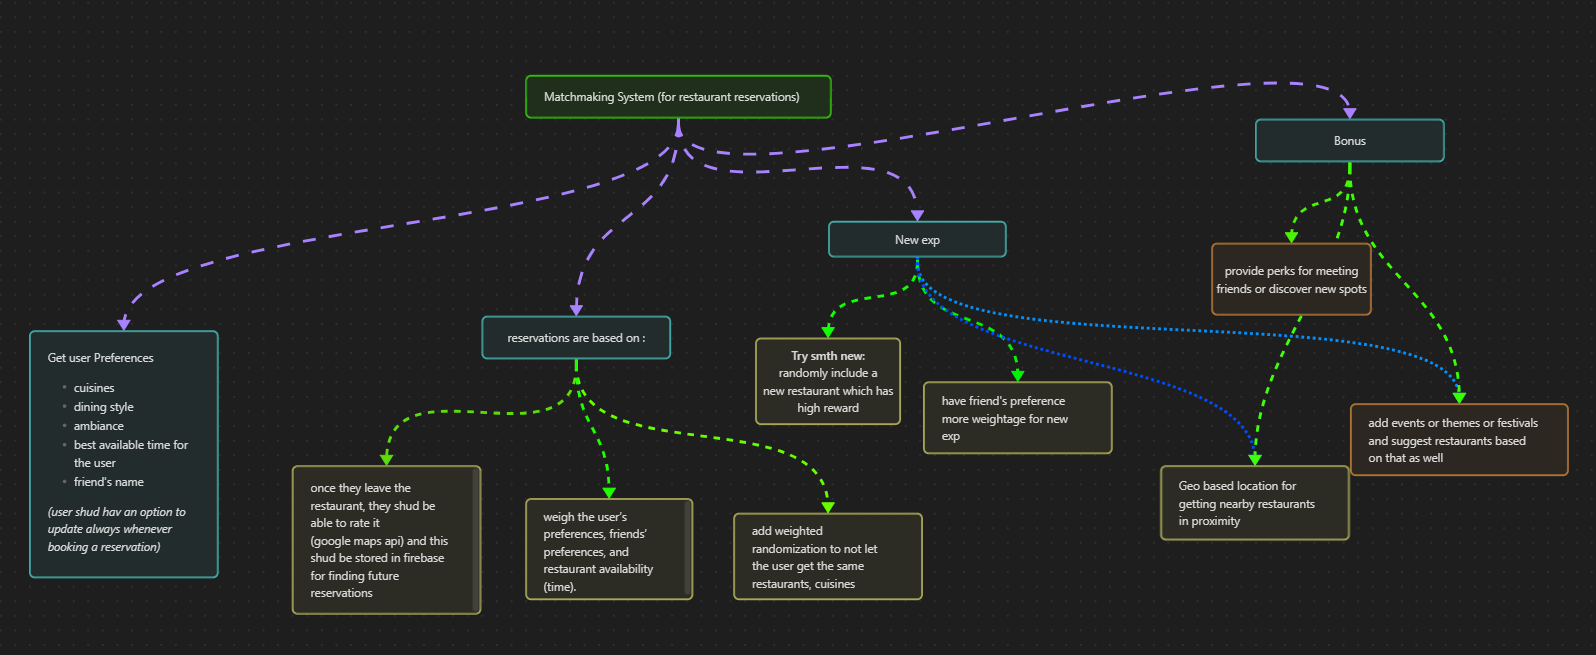 Matchmaking System (for restaurant reservations)
Bonus
New exp
provide perks for meeting
friends or discover new spots
Get user Preferences
cuisines
dining style
ambiance
best available time for
the user
friend's name
(user shud hav an option to
update always whenever
booking a reservation)
reservations are based on :
Try smth new:
randomly include a
new restaurant which has
high reward
have friend's preference
more weightage for new
exp
add events or themes or festivals
and suggest restaurants based
on that as well
once they leave the
restaurant, they shud be
able to rate it
(google maps api) and this
shud be stored in firebase
for finding future
reservations
weigh the user's
preferences, friends'
preferences, and
restaurant availability
(time).
add weighted
randomization to not let
the user get the same
restaurants, cuisines
Geo based location for
getting nearby restaurants
in proximity